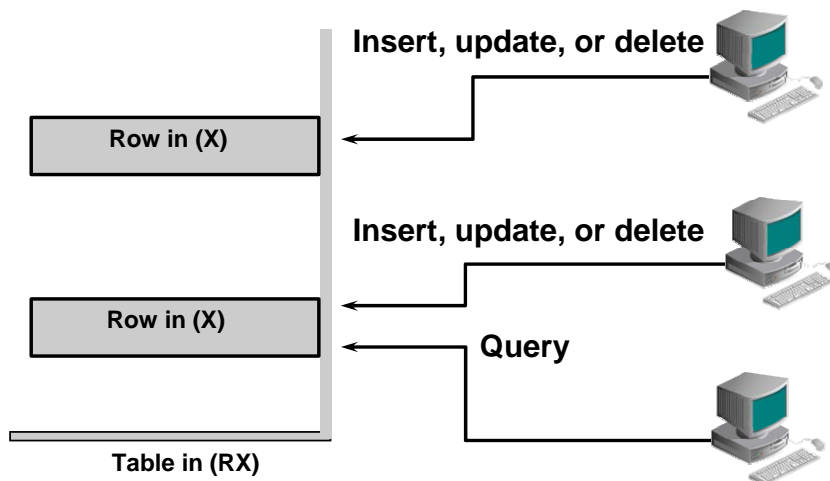 Insert, update, or delete
Row in (X)
Insert, update, or delete
Row in (X)
Query
Table in (RX)